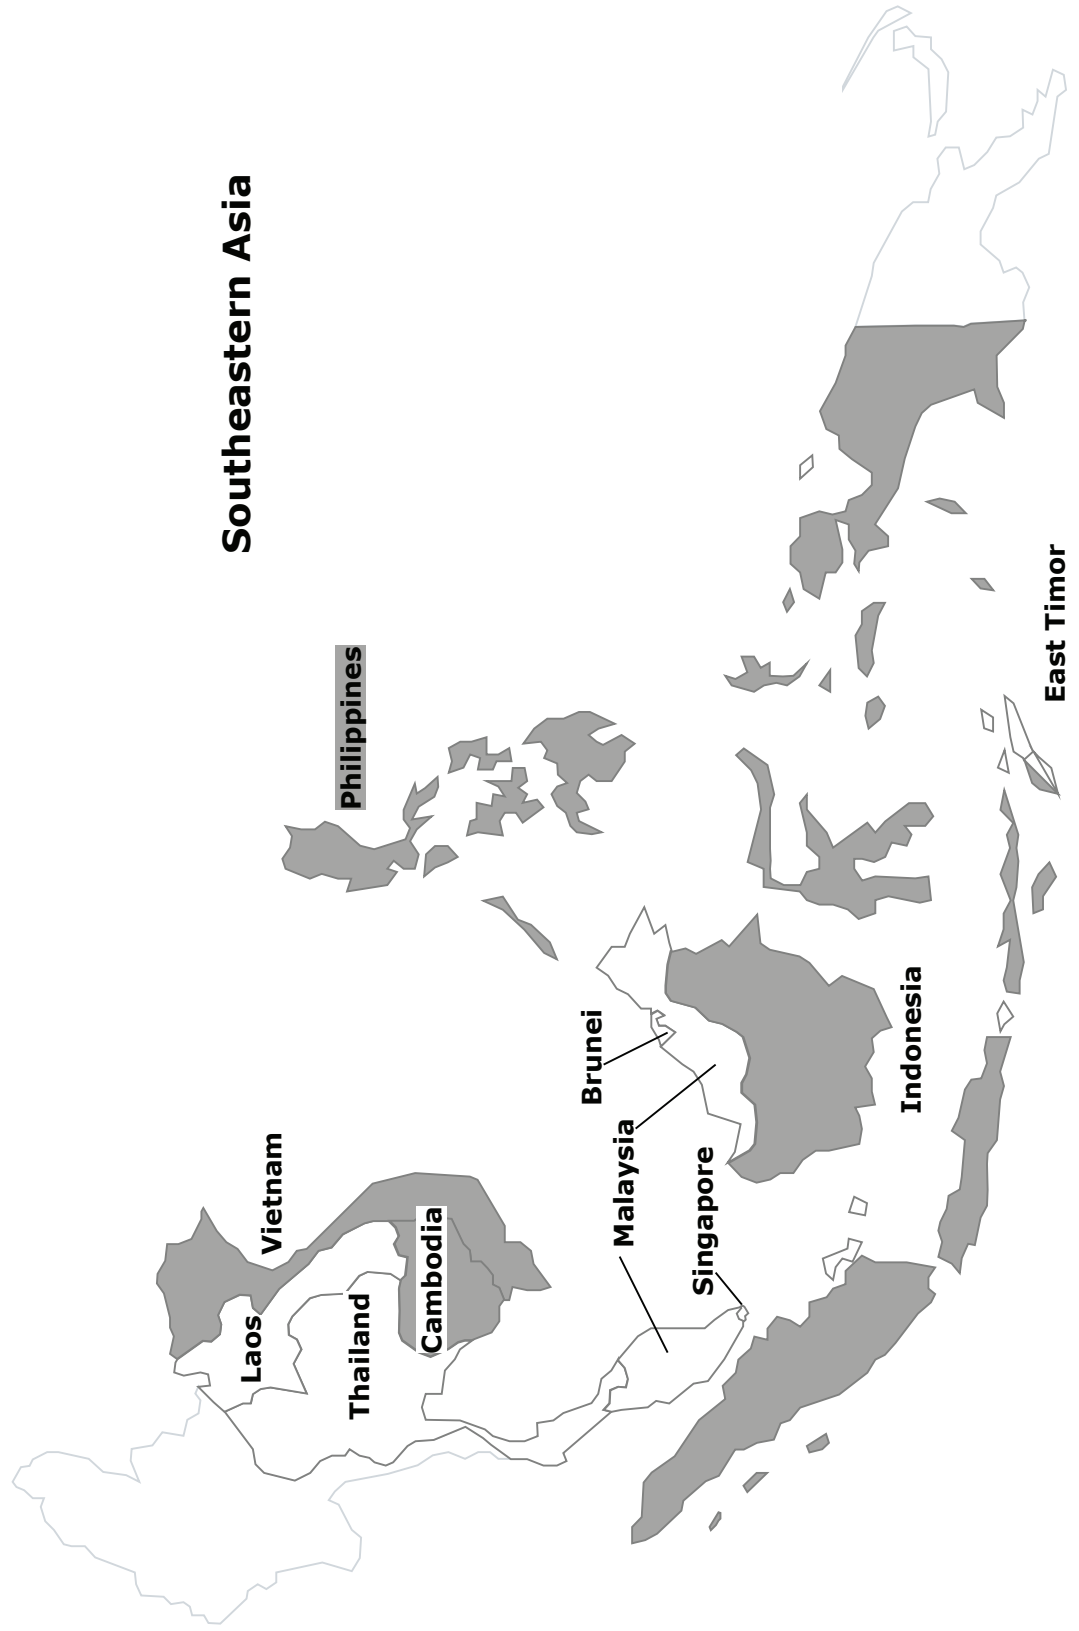 Southeastern Asia
Vietnam
Laos
Thailand
Cambodia
Philippines
Brunei
Malaysia
Singapore
Indonesia
East Timor